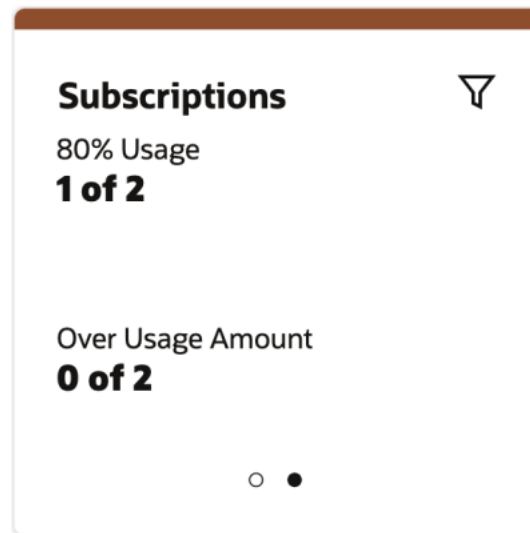 Subscriptions
80% Usage
1 of 2
Over Usage Amount
0 of 2